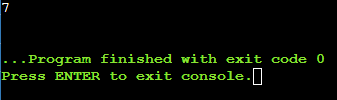 7
...Program finished with exit code 0
Press ENTER to exit console.